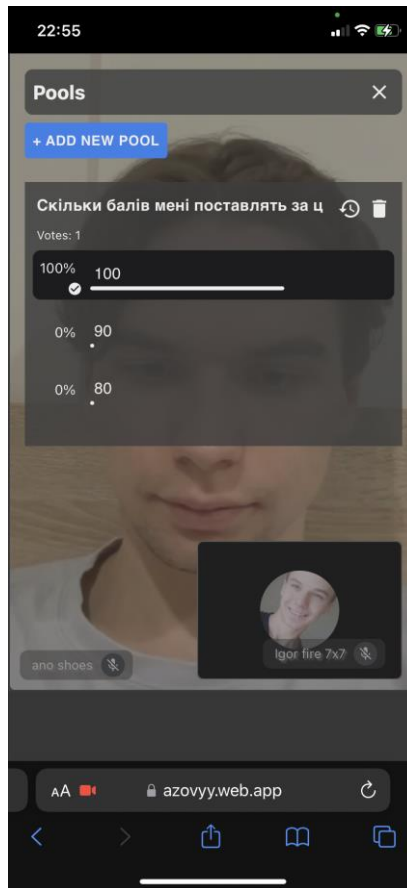 22:55
Pools
+ ADD NEW POOL
Скільки балів мені поставлять за ц
Votes: 1
100%
100
0%
90
0%
80
ano shoes
Igor fire 7x7
AA
azovyy.web.app